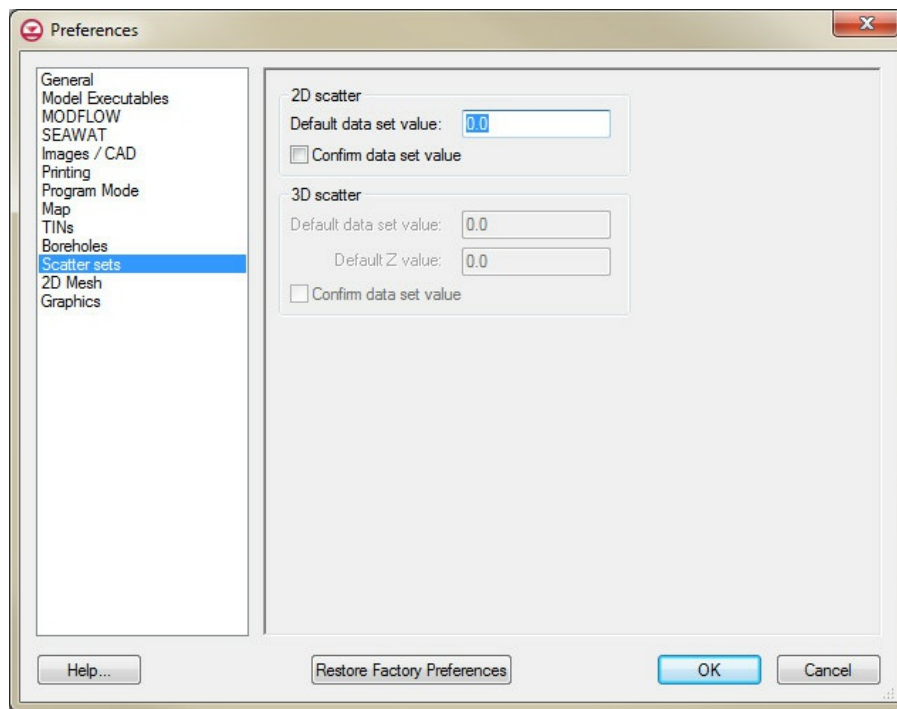 Preferences
General
Model Executables
MODFLOW
SEAWAT
Images / CAD
Printing
Program Mode
Map
TINs
Boreholes
Scatter sets
2D Mesh
Graphics
2D scatter
Default data set value: 0.0
Confirm data set value
3D scatter
Default data set value: 0.0
Default Z value: 0.0
Confirm data set value
Help... Restore Factory Preferences OK Cancel